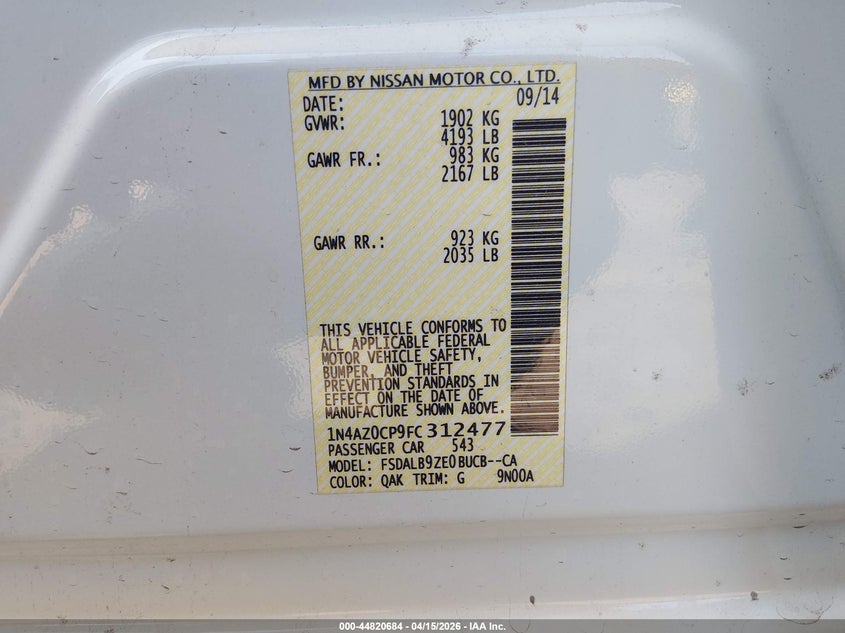 MFD BY NISSAN MOTOR CO., LTD.
DATE: 09/14
GVWR: 1902 KG
4193 LB
GAWR FR.: 983 KG
2167 LB
GAWR RR.: 923 KG
2035 LB
THIS VEHICLE CONFORMS TO
ALL APPLICABLE FEDERAL
MOTOR VEHICLE SAFETY,
BUMPER, AND THEFT
PREVENTION STANDARDS IN
EFFECT ON THE DATE OF
MANUFACTURE SHOWN ABOVE.
1N4AZ0CP9FC312477
PASSENGER CAR 543
MODEL: FSDALB9ZE0BUCB--CA
COLOR: QAK TRIM: G 9N00A
000-44820684 - 04/15/2026 - IAA Inc.